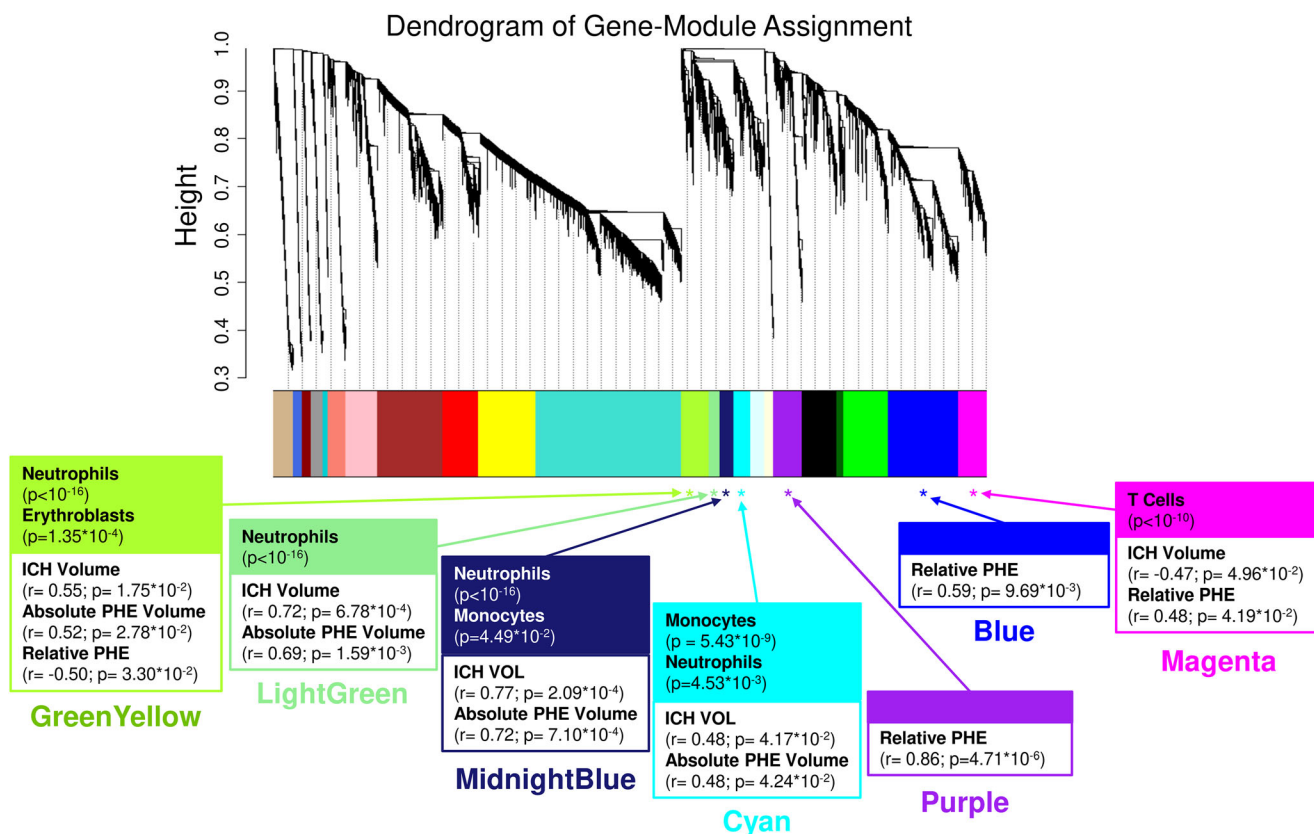 Dendrogram of Gene-Module Assignment
Height
1.0
0.9
0.8
0.7
0.6
0.5
0.4
0.3
* * * * * * *
Neutrophils
(p<10-16)
Erythroblasts
(p=1.35*10-4)
ICH Volume
(r= 0.55; p= 1.75*10-2)
Absolute PHE Volume
(r= 0.52; p= 2.78*10-2)
Relative PHE
(r= -0.50; p= 3.30*10-2)
GreenYellow
Neutrophils
(p<10-16)
ICH Volume
(r= 0.72; p= 6.78*10-4)
Absolute PHE Volume
(r= 0.69; p= 1.59*10-3)
LightGreen
Neutrophils
(p<10-16)
Monocytes
(p=4.49*10-2)
ICH VOL
(r= 0.77; p= 2.09*10-4)
Absolute PHE Volume
(r= 0.72; p= 7.10*10-4)
MidnightBlue
Monocytes
(p = 5.43*10-9)
Neutrophils
(p=4.53*10-3)
ICH VOL
(r= 0.48; p= 4.17*10-2)
Absolute PHE Volume
(r= 0.48; p= 4.24*10-2)
Cyan
Relative PHE
(r= 0.86; p=4.71*10-6)
Purple
Relative PHE
(r= 0.59; p= 9.69*10-3)
Blue
T Cells
(p<10-10)
ICH Volume
(r= -0.47; p= 4.96*10-2)
Relative PHE
(r= 0.48; p= 4.19*10-2)
Magenta